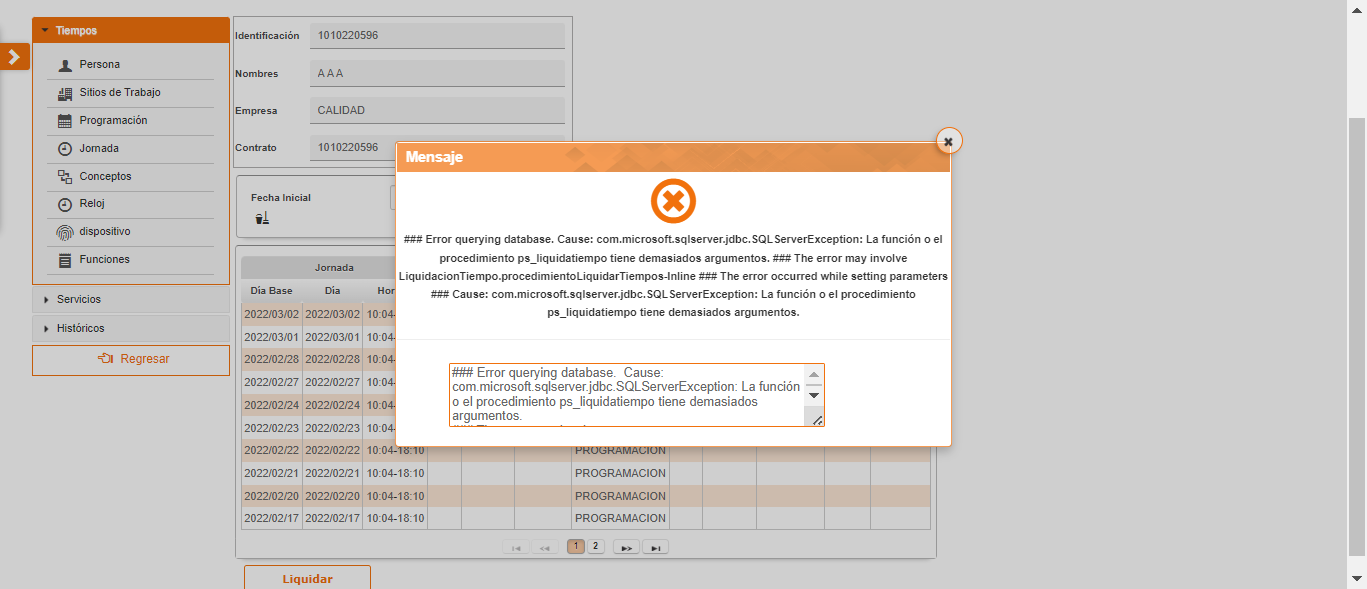 Tiempos
Persona
Sitios de Trabajo
Programación
Jornada
Conceptos
Reloj
dispositivo
Funciones
Servicios
Históricos
Regresar
Identificación 1010220596
Nombres A A A
Empresa CALIDAD
Contrato 1010220596
Fecha Inicial
Mensaje
### Error querying database. Cause: com.microsoft.sqlserver.jdbc.SQLServerException: La función o el
procedimiento ps_liquidatiempo tiene demasiados argumentos. ### The error may involve
LiquidacionTiempo.procedimientoLiquidarTiempos-Inline ### The error occurred while setting parameters
### Cause: com.microsoft.sqlserver.jdbc.SQLServerException: La función o el procedimiento
ps_liquidatiempo tiene demasiados argumentos.
### Error querying database. Cause:
com.microsoft.sqlserver.jdbc.SQLServerException: La función
o el procedimiento ps_liquidatiempo tiene demasiados
argumentos.
Jornada
Día Base Día Hor
2022/03/02 2022/03/02 10:04-
2022/03/01 2022/03/01 10:04-
2022/02/28 2022/02/28 10:04-
2022/02/27 2022/02/27 10:04-
2022/02/24 2022/02/24 10:04-
2022/02/23 2022/02/23 10:04-
2022/02/22 2022/02/22 10:04-18:10 PROGRAMACION
2022/02/21 2022/02/21 10:04-18:10 PROGRAMACION
2022/02/20 2022/02/20 10:04-18:10 PROGRAMACION
2022/02/17 2022/02/17 10:04-18:10 PROGRAMACION
1 2
Liquidar